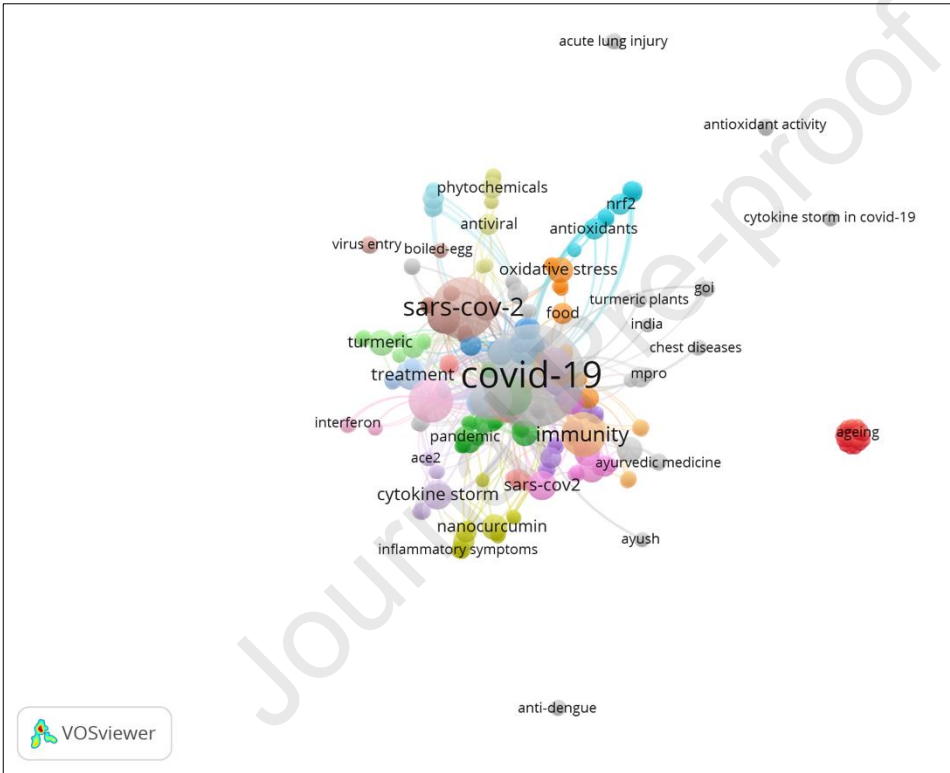 acute lung injury
antioxidant activity
phytochemicals
nrf2
cytokine storm in covid-19
antiviral
antioxidants
virus entry
boiled-egg
oxidative stress
goi
turmeric plants
sars-cov-2
food
india
turmeric
chest diseases
treatment
covid-19
mpro
interferon
pandemic
immunity
ageing
ace2
ayurvedic medicine
sars-cov2
cytokine storm
nanocurcumin
ayush
inflammatory symptoms
anti-dengue
VOSviewer
Journal Pre-proof